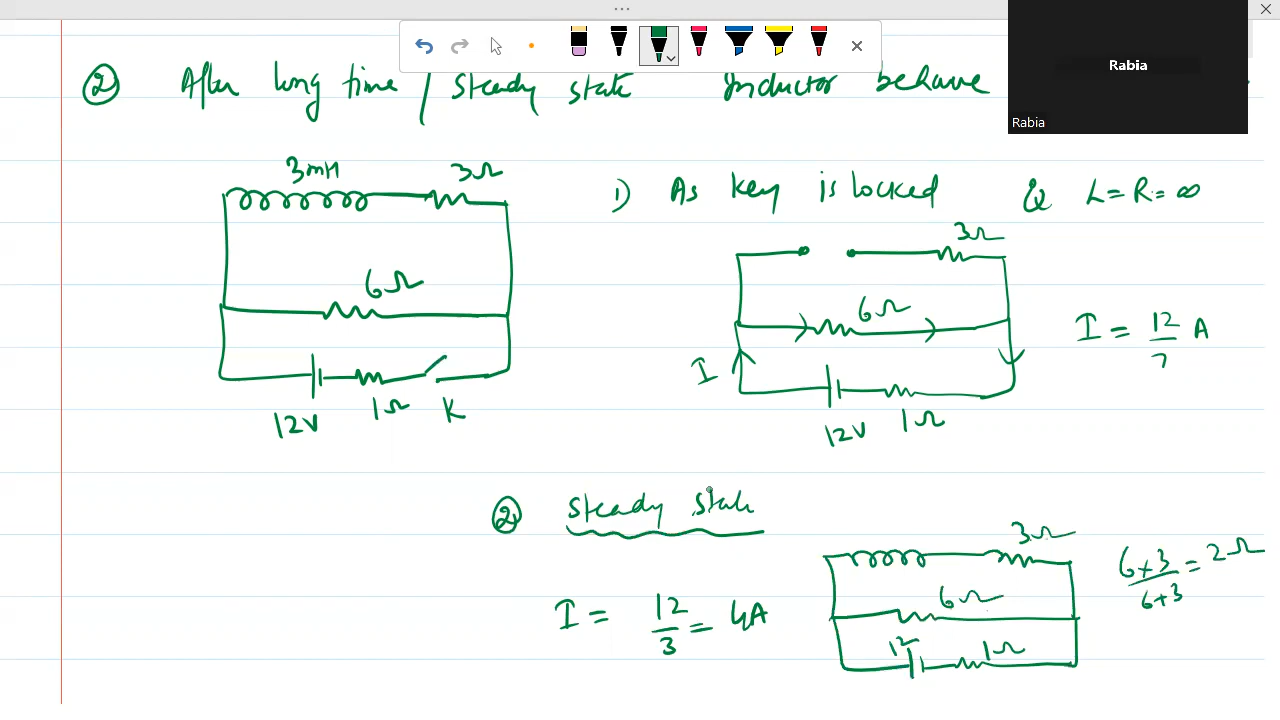 Rabia
Rabia
② After long time / steady state Inductor behave
3mH 3Ω
6Ω
12V 1Ω K
1) As key is locked & L = R = ∞
3Ω
6Ω
I
12V 1Ω
I = 12/7 A
② Steady State
I = 12/3 = 4A
3Ω
6Ω
12 1Ω
6+3/6+3 = 2Ω